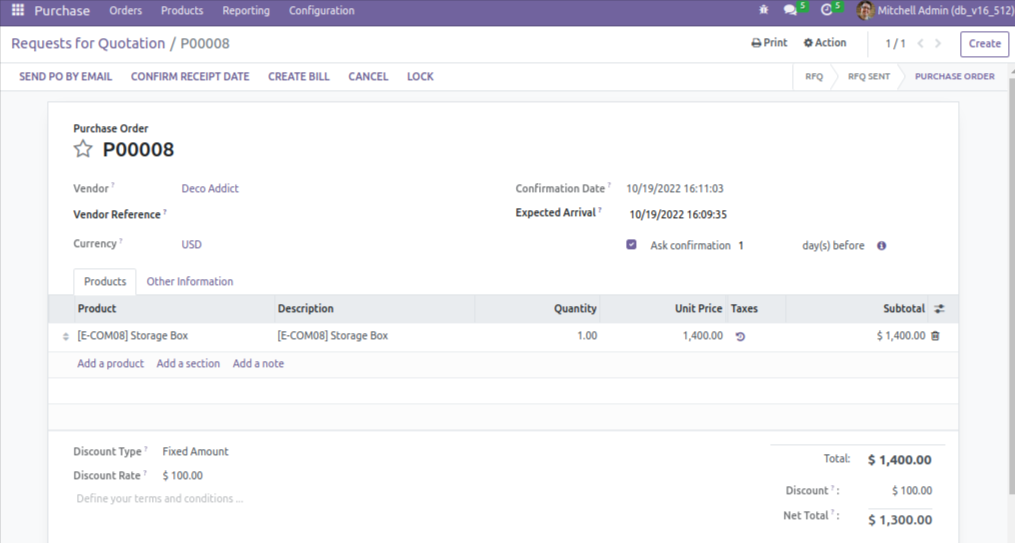 Purchase Orders Products Reporting Configuration 5 5 Mitchell Admin (db_v16_512)
Requests for Quotation / P00008 Print Action 1 / 1 Create
SEND PO BY EMAIL CONFIRM RECEIPT DATE CREATE BILL CANCEL LOCK RFQ RFQ SENT PURCHASE ORDER
Purchase Order
P00008
Vendor ? Deco Addict Confirmation Date ? 10/19/2022 16:11:03
Vendor Reference ? Expected Arrival ? 10/19/2022 16:09:35
Currency ? USD Ask confirmation 1 day(s) before
Products Other Information
Product Description Quantity Unit Price Taxes Subtotal
[E-COM08] Storage Box [E-COM08] Storage Box 1.00 1,400.00 $ 1,400.00
Add a product Add a section Add a note
Discount Type ? Fixed Amount Total: $ 1,400.00
Discount Rate ? $ 100.00 Discount ? : $ 100.00
Define your terms and conditions ... Net Total ? : $ 1,300.00